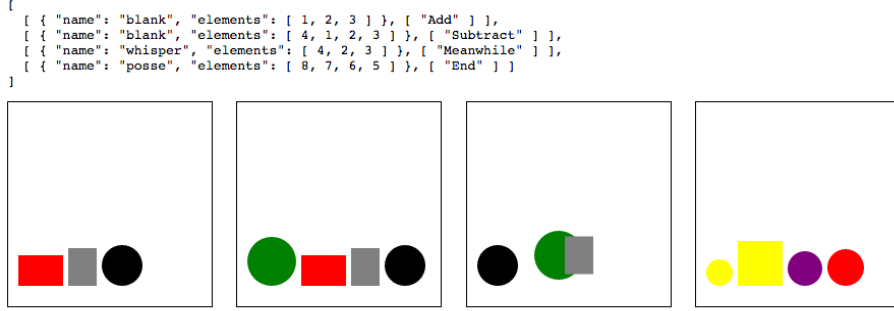 [
[ [ { "name": "blank", "elements": [ 1, 2, 3 ] }, [ "Add" ] ],
[ { "name": "blank", "elements": [ 4, 1, 2, 3 ] }, [ "Subtract" ] ],
[ { "name": "whisper", "elements": [ 4, 2, 3 ] }, [ "Meanwhile" ] ],
[ { "name": "posse", "elements": [ 8, 7, 6, 5 ] }, [ "End" ] ]
]